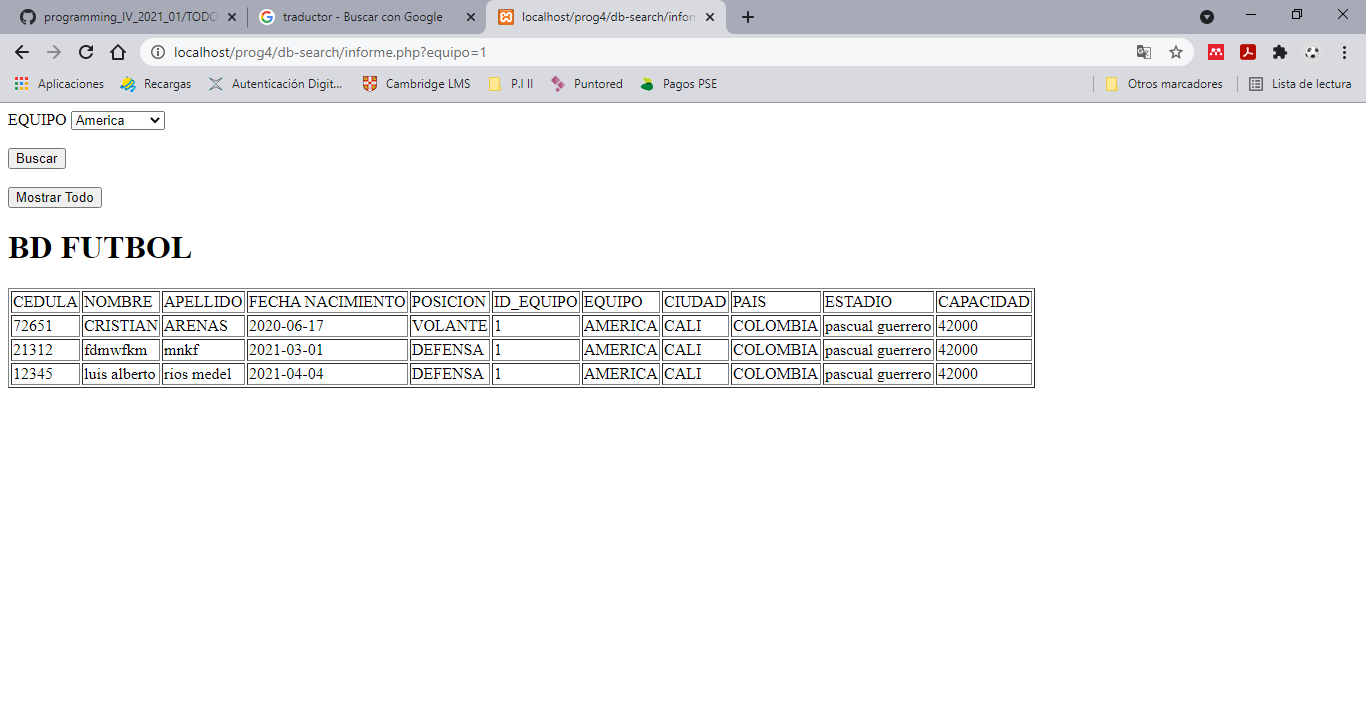 programming_IV_2021_01/TODO
traductor - Buscar con Google
localhost/prog4/db-search/infor
localhost/prog4/db-search/informe.php?equipo=1
Aplicaciones Recargas Autenticación Digit... Cambridge LMS P.I II Puntored Pagos PSE Otros marcadores Lista de lectura
EQUIPO America
Buscar
Mostrar Todo
BD FUTBOL
CEDULA NOMBRE APELLIDO FECHA NACIMIENTO POSICION ID_EQUIPO EQUIPO CIUDAD PAIS ESTADIO CAPACIDAD
72651 CRISTIAN ARENAS 2020-06-17 VOLANTE 1 AMERICA CALI COLOMBIA pascual guerrero 42000
21312 fdmwfkm mnkf 2021-03-01 DEFENSA 1 AMERICA CALI COLOMBIA pascual guerrero 42000
12345 luis alberto rios medel 2021-04-04 DEFENSA 1 AMERICA CALI COLOMBIA pascual guerrero 42000